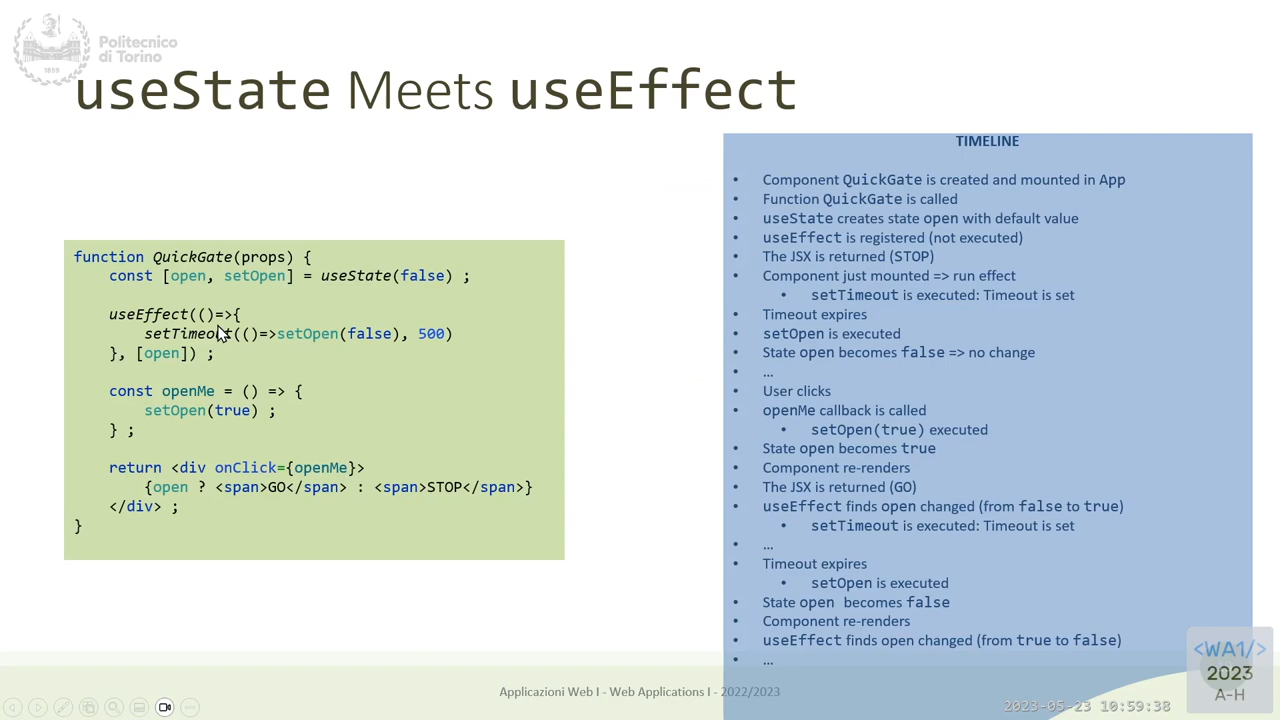 Politecnico
di Torino
1859
useState Meets useEffect
function QuickGate(props) {
const [open, setOpen] = useState(false) ;
useEffect(()=>{
setTimeout(()=>setOpen(false), 500)
}, [open]) ;
const openMe = () => {
setOpen(true) ;
} ;
return <div onClick={openMe}>
{open ? <span>GO</span> : <span>STOP</span>}
</div> ;
}
TIMELINE
• Component QuickGate is created and mounted in App
• Function QuickGate is called
• useState creates state open with default value
• useEffect is registered (not executed)
• The JSX is returned (STOP)
• Component just mounted => run effect
• setTimeout is executed: Timeout is set
• Timeout expires
• setOpen is executed
• State open becomes false => no change
• …
• User clicks
• openMe callback is called
• setOpen(true) executed
• State open becomes true
• Component re-renders
• The JSX is returned (GO)
• useEffect finds open changed (from false to true)
• setTimeout is executed: Timeout is set
• …
• Timeout expires
• setOpen is executed
• State open becomes false
• Component re-renders
• useEffect finds open changed (from true to false)
• …
Applicazioni Web I - Web Applications I - 2022/2023
2023-05-23 10:59:38
<WA1/>
2023
A-H